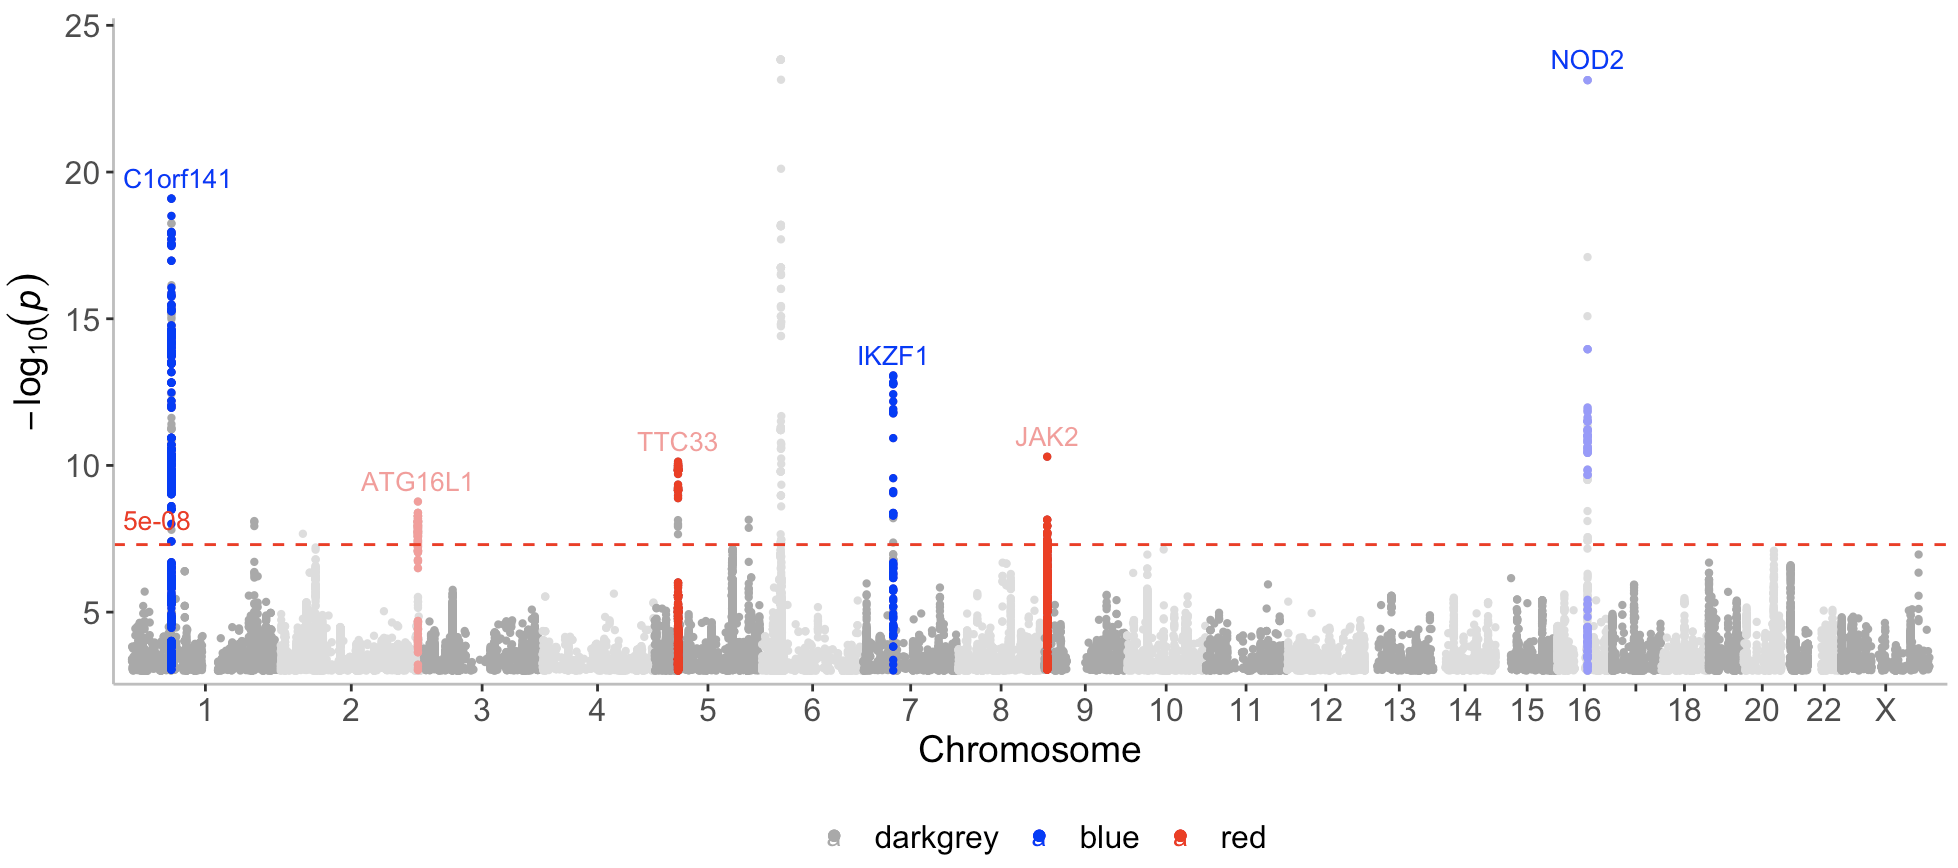 25
NOD2
20
C1orf141
15
IKZF1
−log10(p)
TTC33
JAK2
10
ATG16L1
5e-08
5
1 2 3 4 5 6 7 8 9 10 11 12 13 14 15 16 18 20 22 X
Chromosome
a darkgrey a blue a red